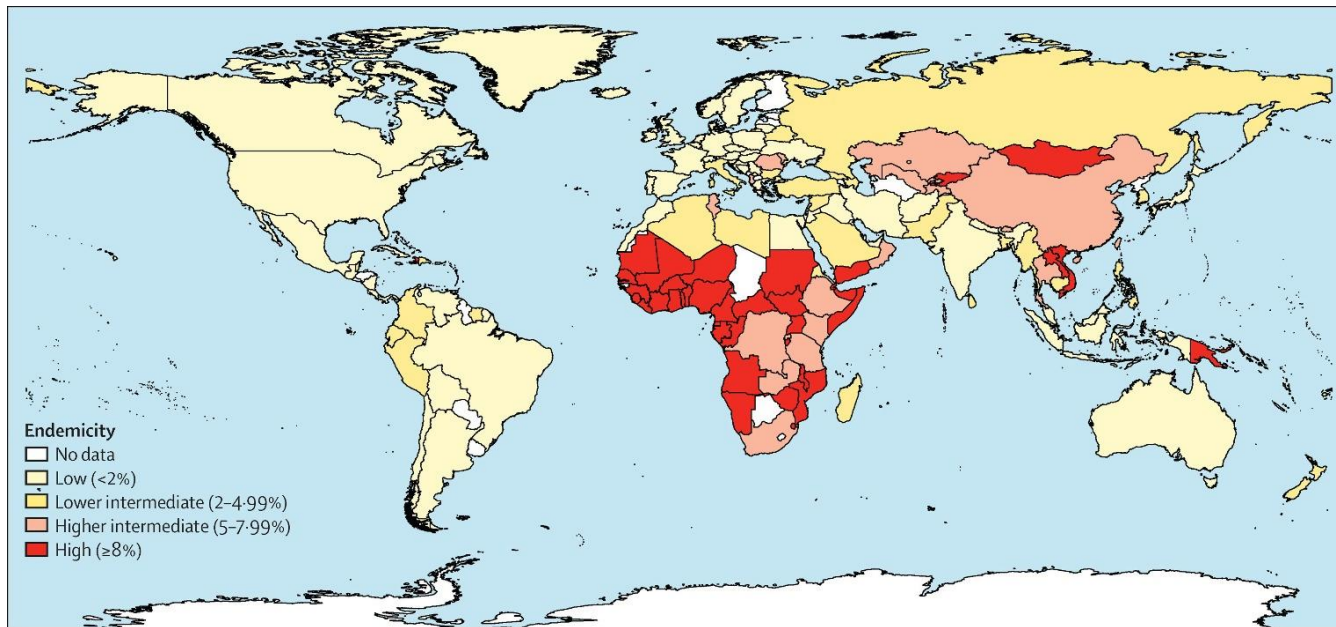 Endemicity
No data
Low (<2%)
Lower intermediate (2–4·99%)
Higher intermediate (5–7·99%)
High (≥8%)